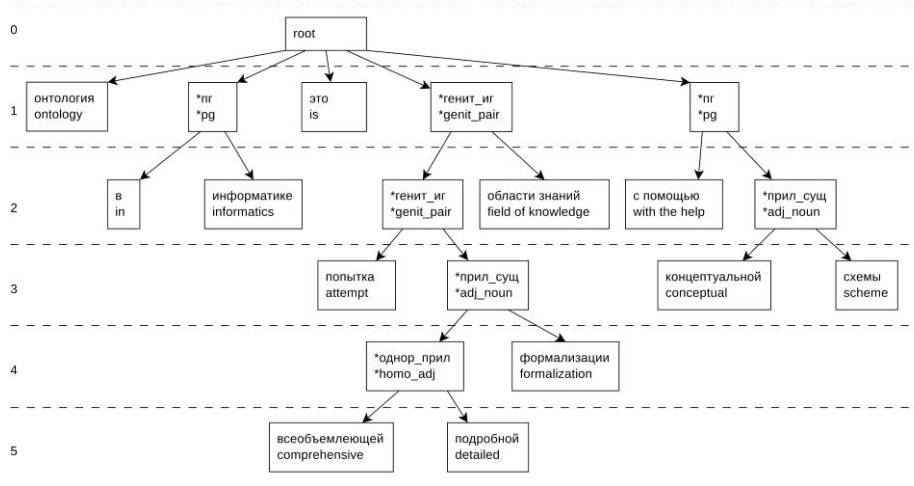 0
root
1
онтология
ontology
*пг
*pg
это
is
*генит_иг
*genit_pair
*пг
*pg
2
в
in
информатике
informatics
*генит_иг
*genit_pair
области знаний
field of knowledge
с помощью
with the help
*прил_сущ
*adj_noun
3
попытка
attempt
*прил_сущ
*adj_noun
концептуальной
conceptual
схемы
scheme
4
*однор_прил
*homo_adj
формализации
formalization
5
всеобъемлеющей
comprehensive
подробной
detailed